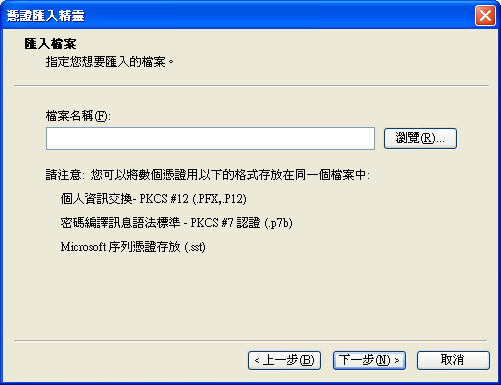 憑證匯入精靈
匯入檔案
指定您想要匯入的檔案。
檔案名稱(F):
瀏覽(R)...
請注意: 您可以將數個憑證用以下的格式存放在同一個檔案中:
個人資訊交換- PKCS #12 (.PFX,.P12)
密碼編譯訊息語法標準 - PKCS #7 認證 (.p7b)
Microsoft 序列憑證存放 (.sst)
< 上一步(B)
下一步(N) >
取消